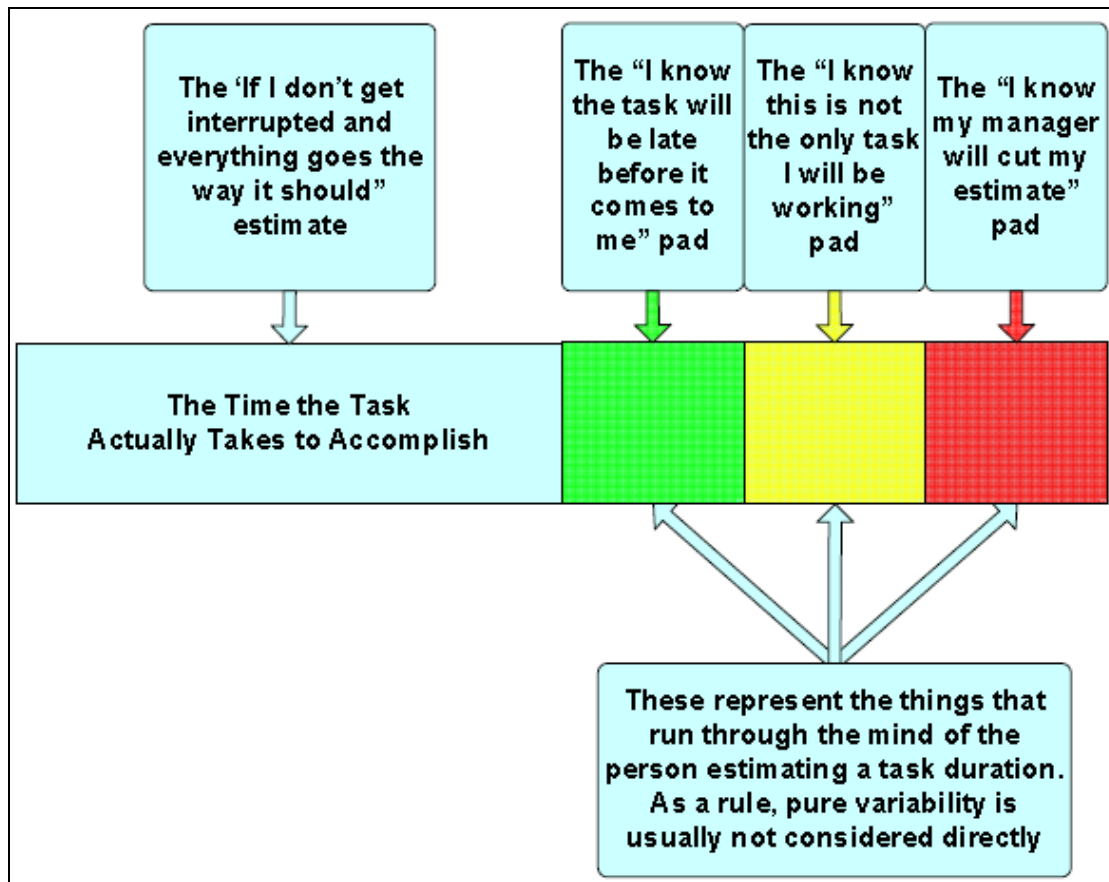 The ‘If I don’t get
interrupted and
everything goes the
way it should”
estimate
The “I know
the task will
be late
before it
comes to
me” pad
The “I know
this is not
the only task
I will be
working”
pad
The “I know
my manager
will cut my
estimate”
pad
The Time the Task
Actually Takes to Accomplish
These represent the things that
run through the mind of the
person estimating a task duration.
As a rule, pure variability is
usually not considered directly